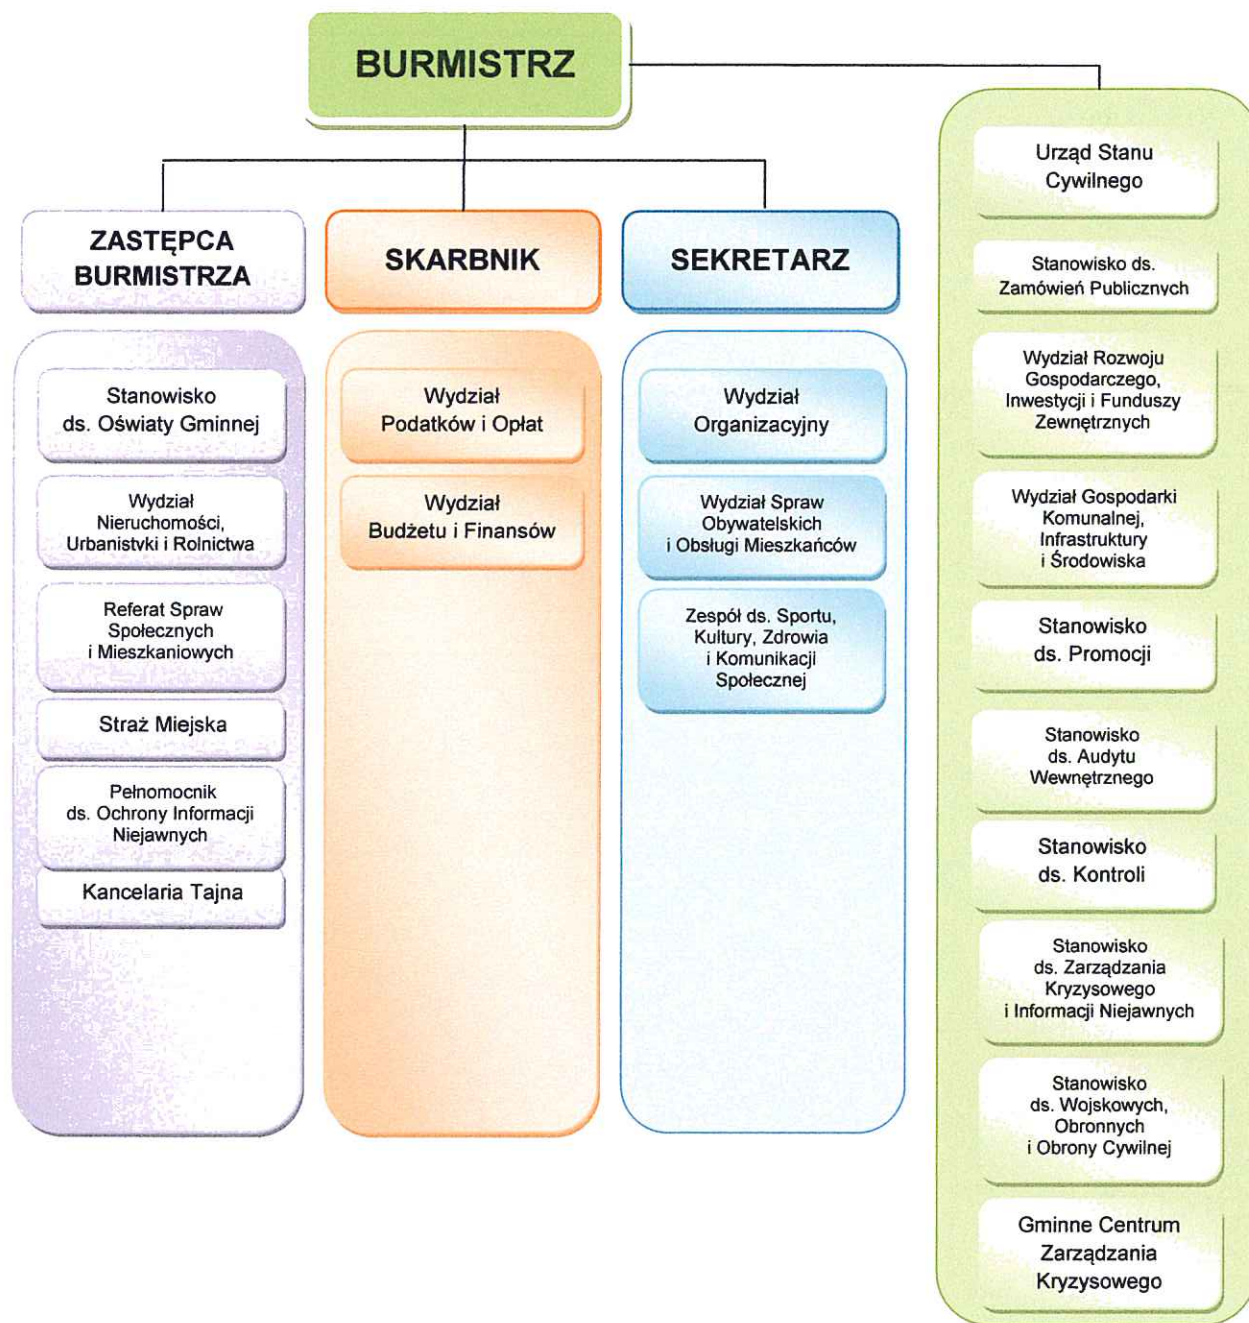 BURMISTRZ
ZASTĘPCA
BURMISTRZA
Stanowisko
ds. Oświaty Gminnej
Wydział
Nieruchomości,
Urbanistyki i Rolnictwa
Referat Spraw
Społecznych
i Mieszkaniowych
Straż Miejska
Pełnomocnik
ds. Ochrony Informacji
Niejawnych
Kancelaria Tajna
SKARBNIK
Wydział
Podatków i Opłat
Wydział
Budżetu i Finansów
SEKRETARZ
Wydział
Organizacyjny
Wydział Spraw
Obywatelskich
i Obsługi Mieszkańców
Zespół ds. Sportu,
Kultury, Zdrowia
i Komunikacji
Społecznej
Urząd Stanu
Cywilnego
Stanowisko ds.
Zamówień Publicznych
Wydział Rozwoju
Gospodarczego,
Inwestycji i Funduszy
Zewnętrznych
Wydział Gospodarki
Komunalnej,
Infrastruktury
i Środowiska
Stanowisko
ds. Promocji
Stanowisko
ds. Audytu
Wewnętrznego
Stanowisko
ds. Kontroli
Stanowisko
ds. Zarządzania
Kryzysowego
i Informacji Niejawnych
Stanowisko
ds. Wojskowych,
Obronnych
i Obrony Cywilnej
Gminne Centrum
Zarządzania
Kryzysowego